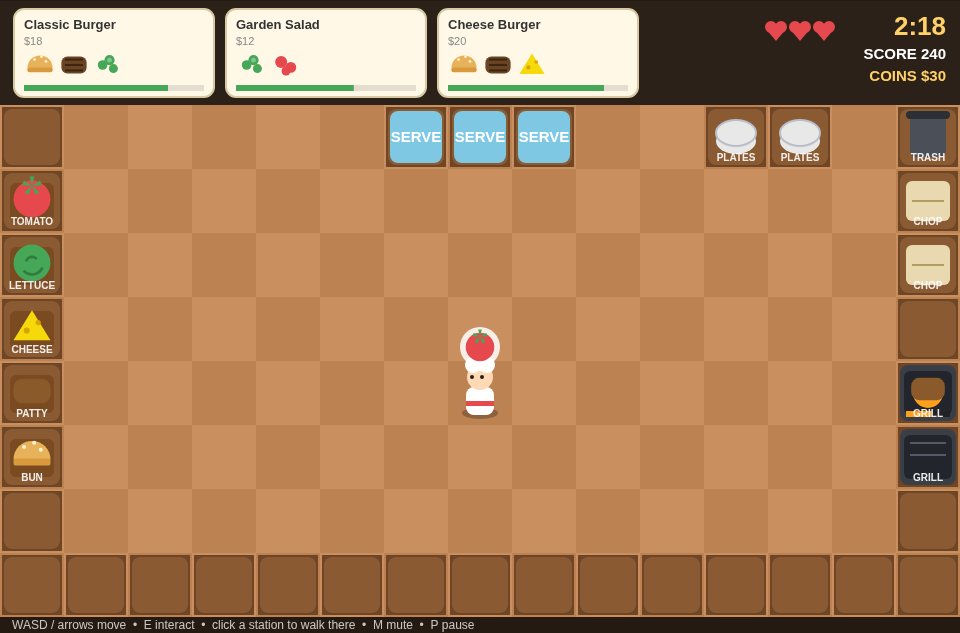 Classic Burger
$18
Garden Salad
$12
Cheese Burger
$20
2:18
SCORE 240
COINS $30
SERVE
SERVE
SERVE
PLATES
PLATES
TRASH
TOMATO
CHOP
LETTUCE
CHOP
CHEESE
PATTY
GRILL
BUN
GRILL
WASD / arrows move • E interact • click a station to walk there • M mute • P pause